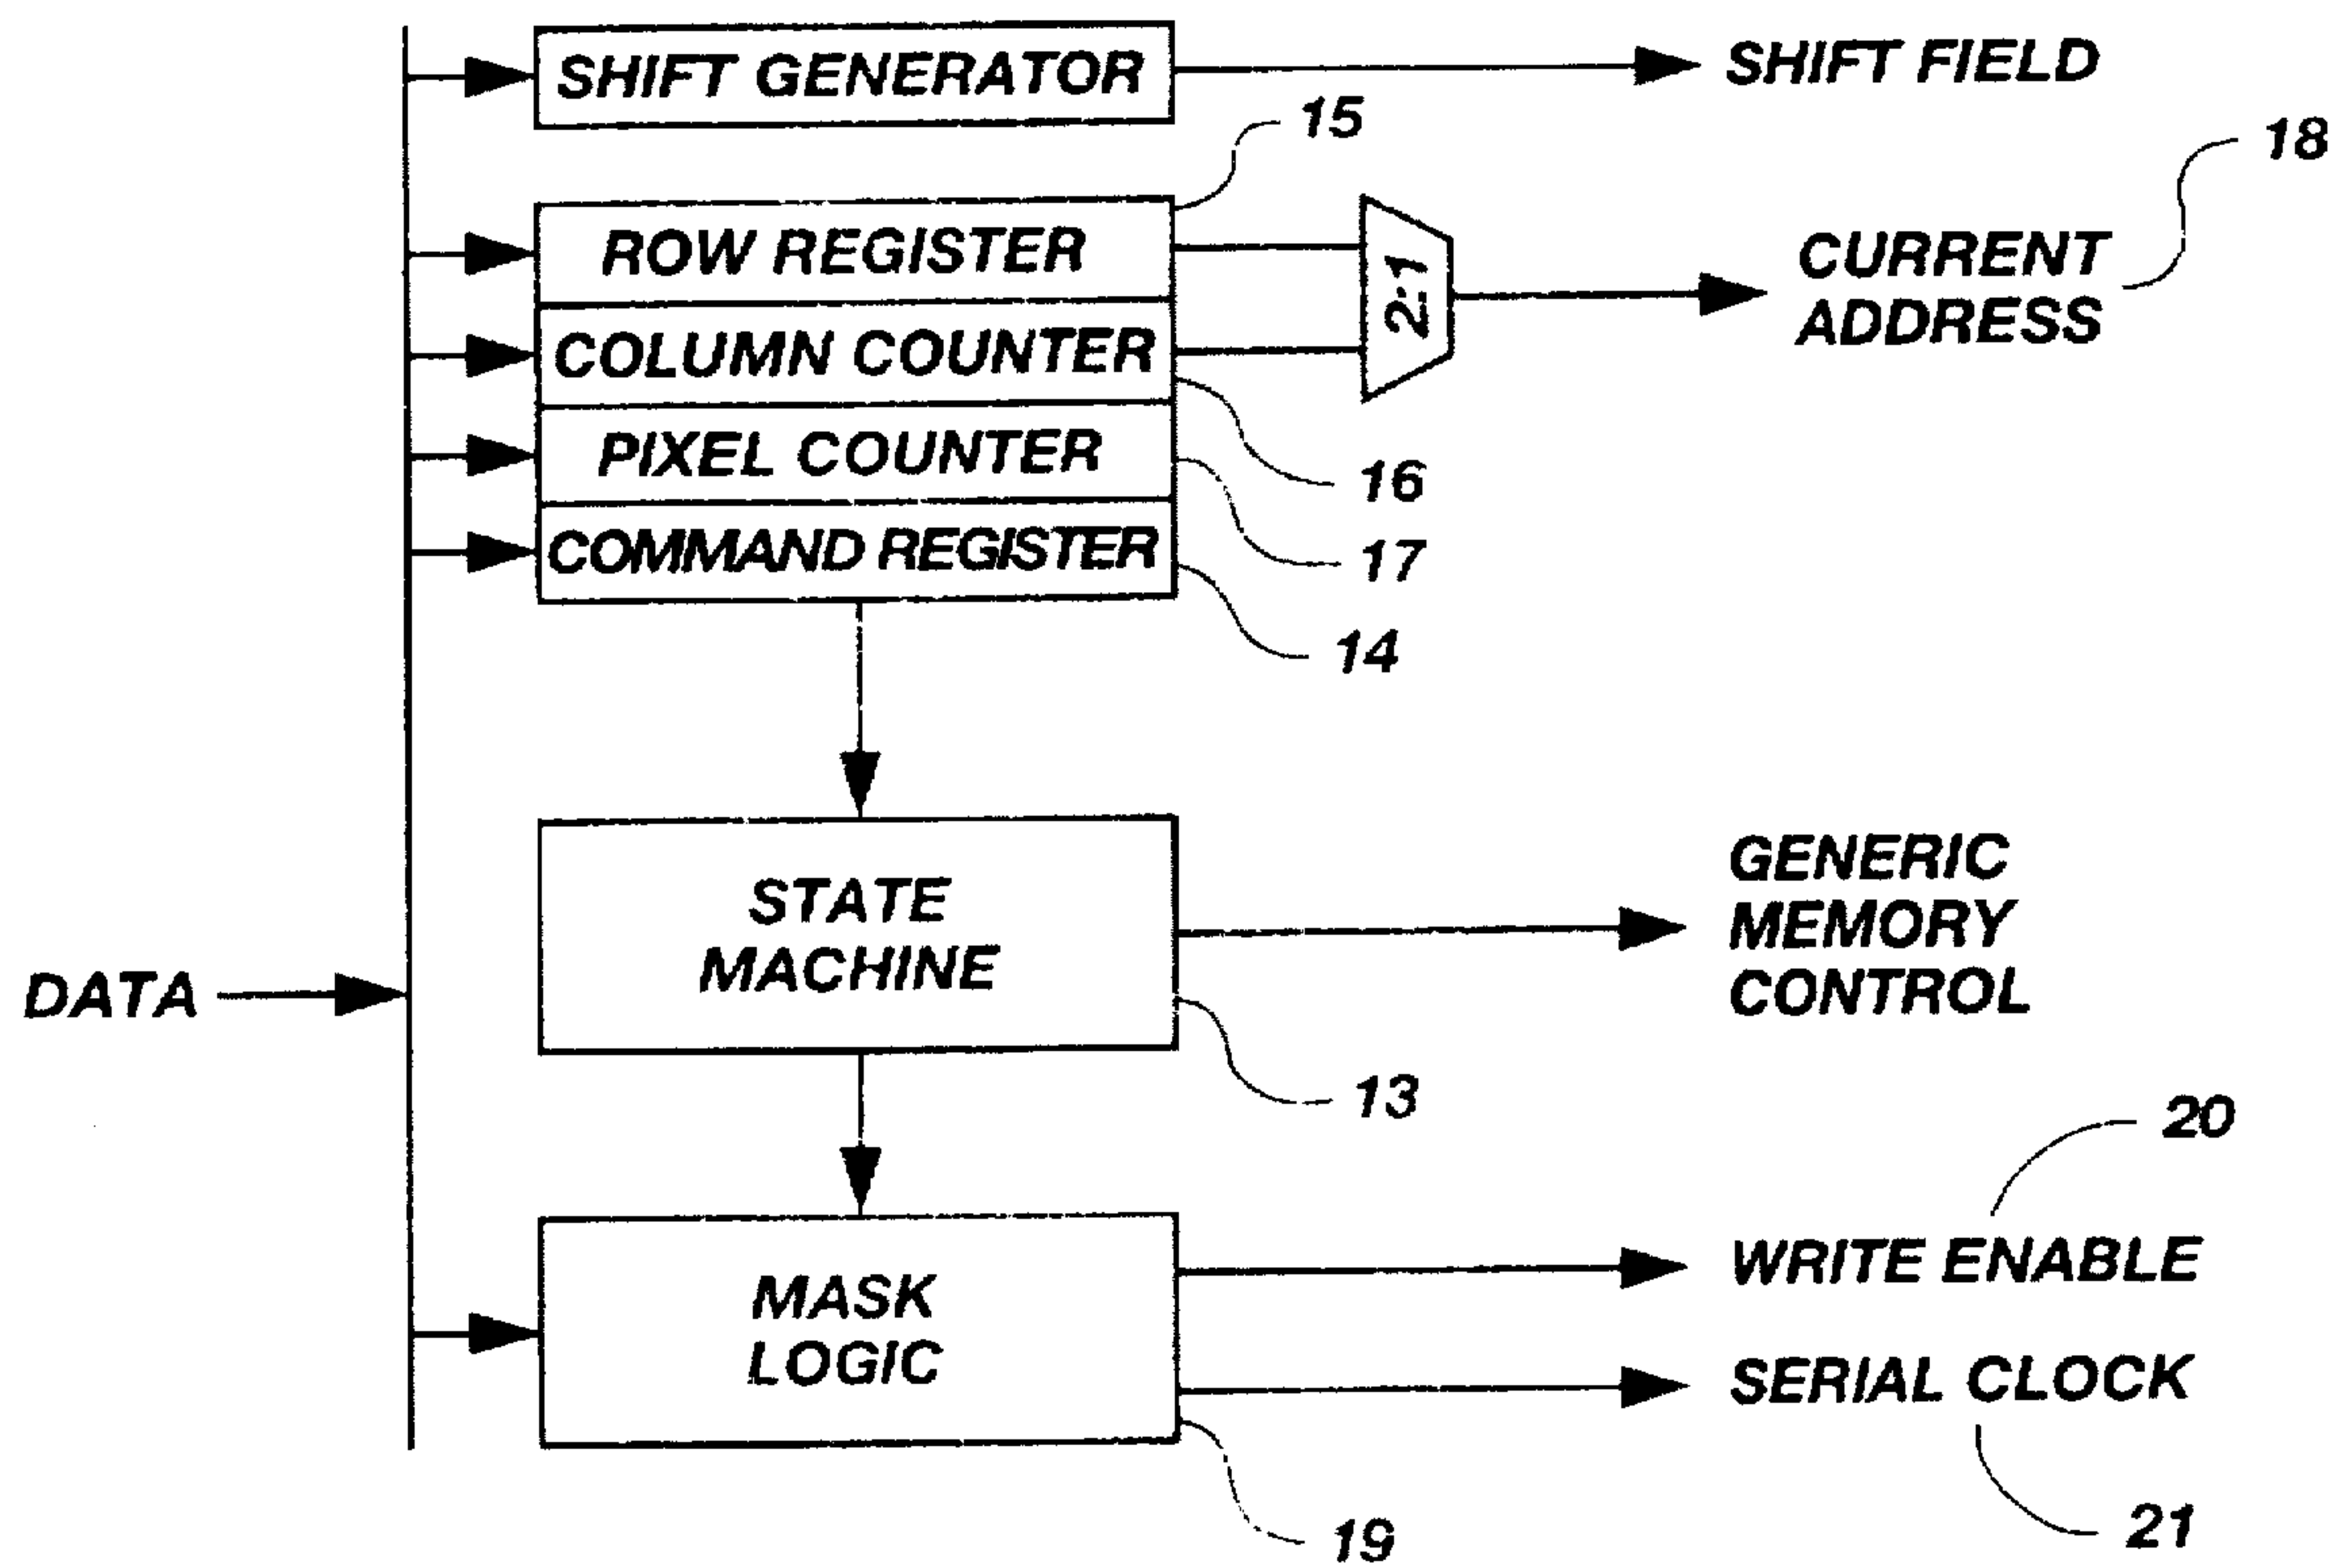 SHIFT GENERATOR
SHIFT FIELD
15
18
ROW REGISTER
2:1
CURRENT
ADDRESS
COLUMN COUNTER
PIXEL COUNTER
16
COMMAND REGISTER
17
14
STATE
MACHINE
GENERIC
MEMORY
CONTROL
DATA
13
20
MASK
LOGIC
WRITE ENABLE
SERIAL CLOCK
19
21